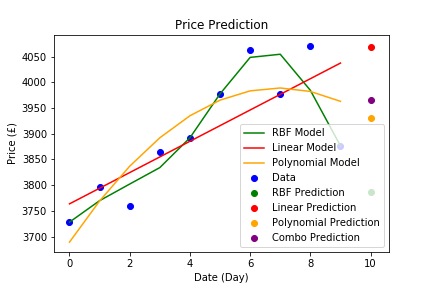 Price Prediction
Price (£)
4050
4000
3950
3900
3850
3800
3750
3700
RBF Model
Linear Model
Polynomial Model
Data
RBF Prediction
Linear Prediction
Polynomial Prediction
Combo Prediction
0
2
4
6
8
10
Date (Day)